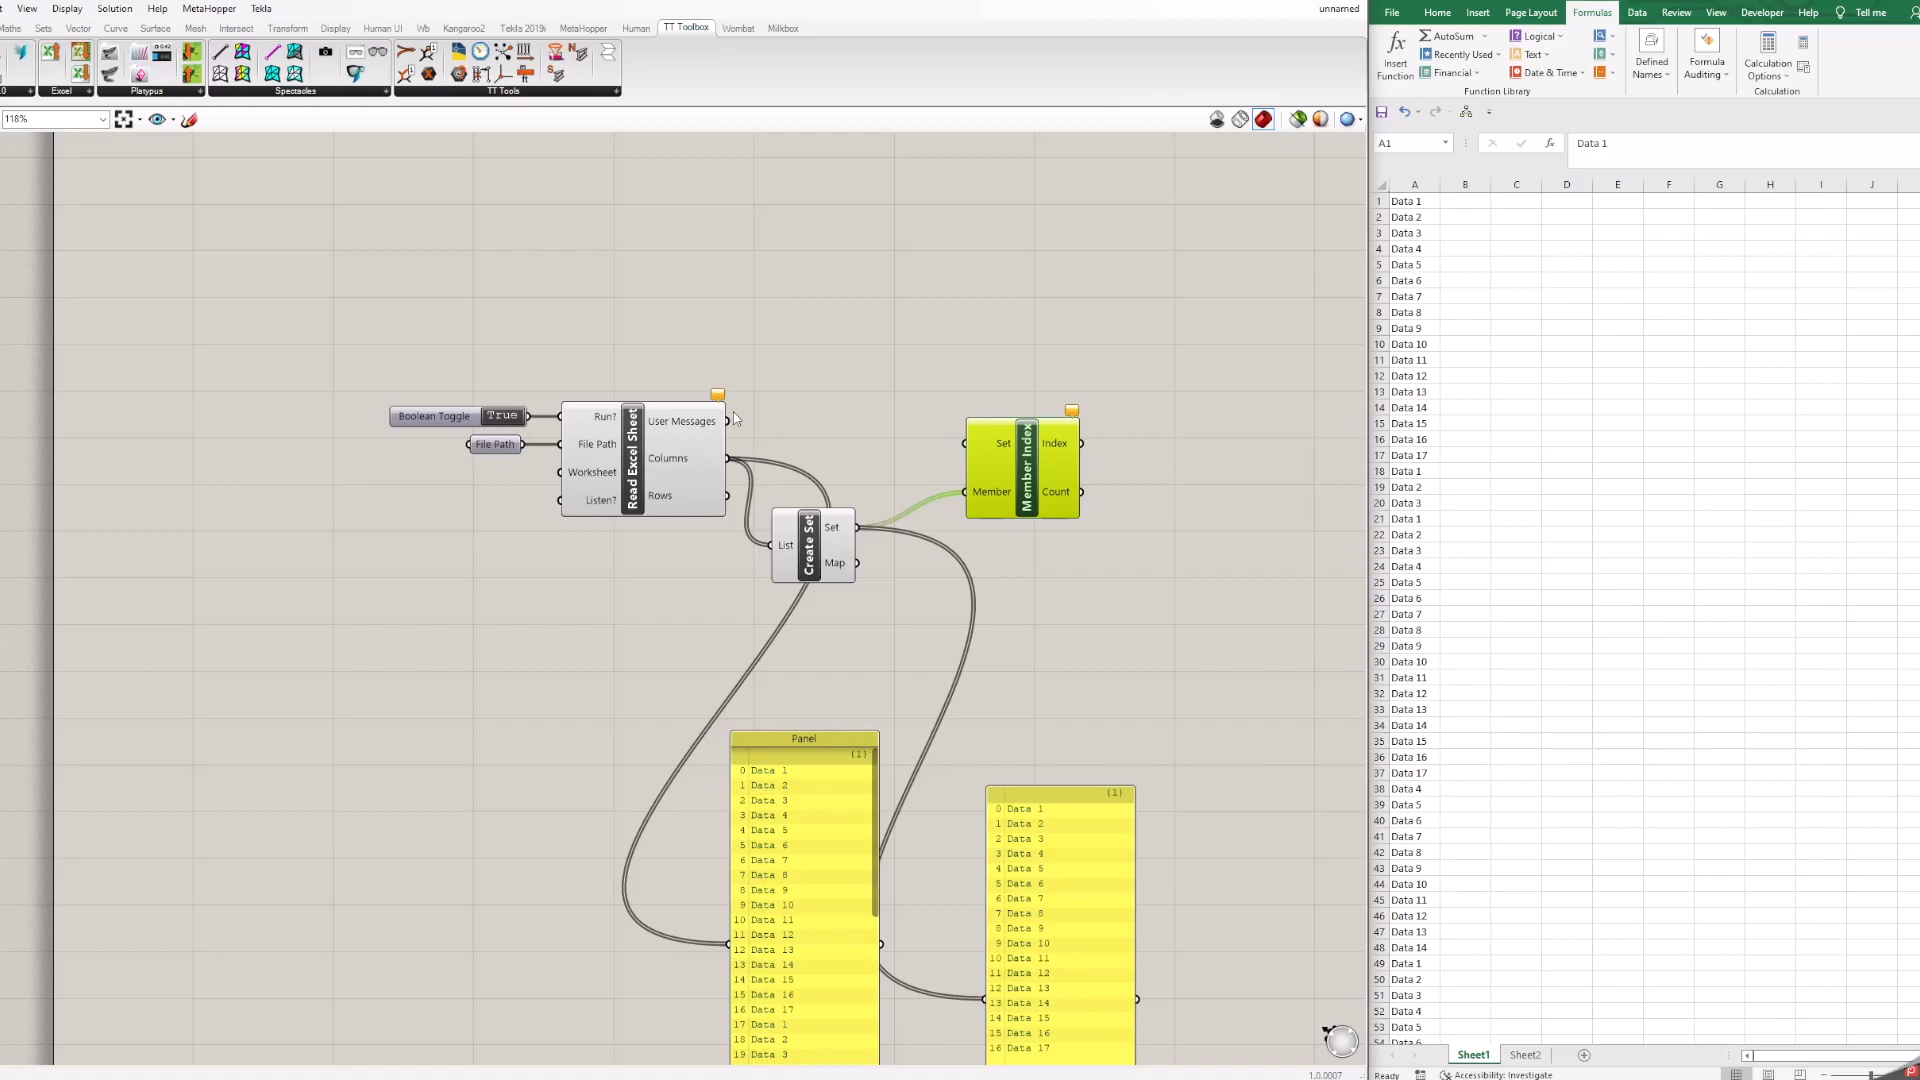 View Display Solution Help MetaHopper Tekla unnamed
Maths Sets Vector Curve Surface Mesh Intersect Transform Display Human UI Wb Kangaroo2 Tekla 2019i MetaHopper Human TT Toolbox Wombat Milkbox
Excel Platypus Spectacles TT Tools
118%
Boolean Toggle True
File Path
Run?
File Path
Worksheet
Listen?
Read Excel Sheet
User Messages
Columns
Rows
List
Create Set
Set
Map
Set
Member
Member Index
Index
Count
Panel
{1}
0 Data 1
1 Data 2
2 Data 3
3 Data 4
4 Data 5
5 Data 6
6 Data 7
7 Data 8
8 Data 9
9 Data 10
10 Data 11
11 Data 12
12 Data 13
13 Data 14
14 Data 15
15 Data 16
16 Data 17
17 Data 1
18 Data 2
19 Data 3
{1}
0 Data 1
1 Data 2
2 Data 3
3 Data 4
4 Data 5
5 Data 6
6 Data 7
7 Data 8
8 Data 9
9 Data 10
10 Data 11
11 Data 12
12 Data 13
13 Data 14
14 Data 15
15 Data 16
16 Data 17
1.0.0007
File Home Insert Page Layout Formulas Data Review View Developer Help Tell me
fx Insert Function
AutoSum
Recently Used
Financial
Logical
Text
Date & Time
Function Library
Defined Names
Formula Auditing
Calculation Options
Calculation
A1 fx Data 1
A B C D E F G H I J
1 Data 1
2 Data 2
3 Data 3
4 Data 4
5 Data 5
6 Data 6
7 Data 7
8 Data 8
9 Data 9
10 Data 10
11 Data 11
12 Data 12
13 Data 13
14 Data 14
15 Data 15
16 Data 16
17 Data 17
18 Data 1
19 Data 2
20 Data 3
21 Data 1
22 Data 2
23 Data 3
24 Data 4
25 Data 5
26 Data 6
27 Data 7
28 Data 8
29 Data 9
30 Data 10
31 Data 11
32 Data 12
33 Data 13
34 Data 14
35 Data 15
36 Data 16
37 Data 17
38 Data 4
39 Data 5
40 Data 6
41 Data 7
42 Data 8
43 Data 9
44 Data 10
45 Data 11
46 Data 12
47 Data 13
48 Data 14
49 Data 1
50 Data 2
51 Data 3
52 Data 4
53 Data 5
54 Data 6
Sheet1 Sheet2
Ready Accessibility: Investigate